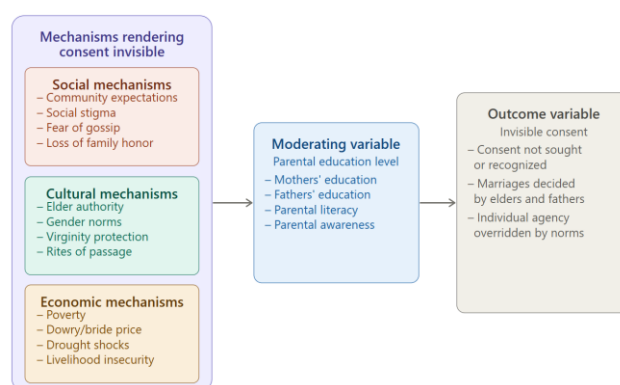 Mechanisms rendering
consent invisible
Social mechanisms
– Community expectations
– Social stigma
– Fear of gossip
– Loss of family honor
Cultural mechanisms
– Elder authority
– Gender norms
– Virginity protection
– Rites of passage
Economic mechanisms
– Poverty
– Dowry/bride price
– Drought shocks
– Livelihood insecurity
Moderating variable
Parental education level
– Mothers' education
– Fathers' education
– Parental literacy
– Parental awareness
Outcome variable
Invisible consent
– Consent not sought
or recognized
– Marriages decided
by elders and fathers
– Individual agency
overridden by norms